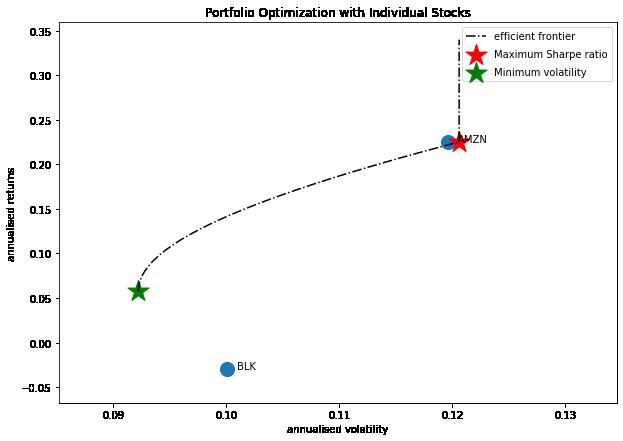 Portfolio Optimization with Individual Stocks
efficient frontier
Maximum Sharpe ratio
Minimum volatility
0.35
0.30
0.25
0.20
0.15
0.10
0.05
0.00
−0.05
annualised returns
AMZN
BLK
0.09 0.10 0.11 0.12 0.13
annualised volatility